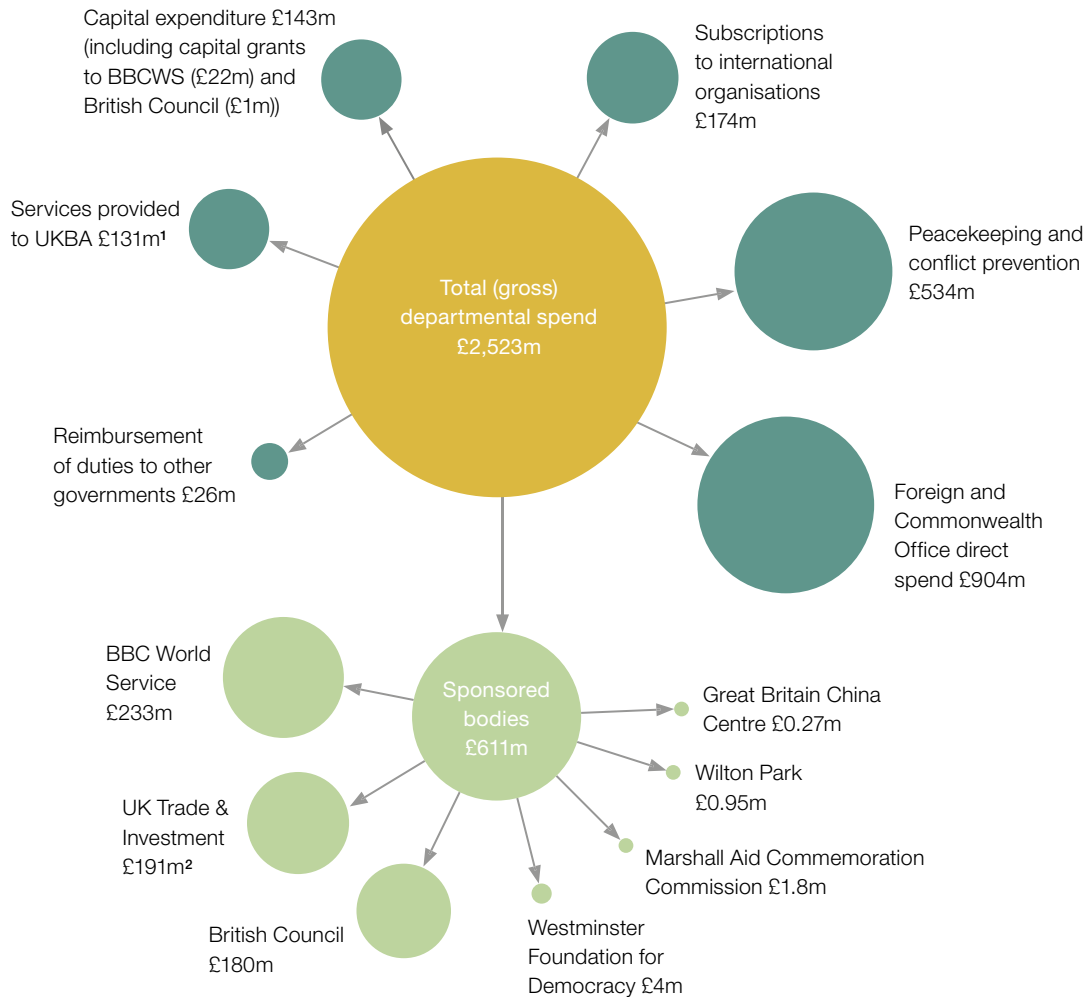 Capital expenditure £143m
(including capital grants
to BBCWS (£22m) and
British Council (£1m))
Subscriptions
to international
organisations
£174m
Services provided
to UKBA £131m¹
Peacekeeping and
conflict prevention
£534m
Total (gross)
departmental spend
£2,523m
Reimbursement
of duties to other
governments £26m
Foreign and
Commonwealth
Office direct
spend £904m
BBC World
Service
£233m
Sponsored
bodies
£611m
Great Britain China
Centre £0.27m
Wilton Park
£0.95m
UK Trade &
Investment
£191m²
Marshall Aid Commemoration
Commission £1.8m
British Council
£180m
Westminster
Foundation for
Democracy £4m